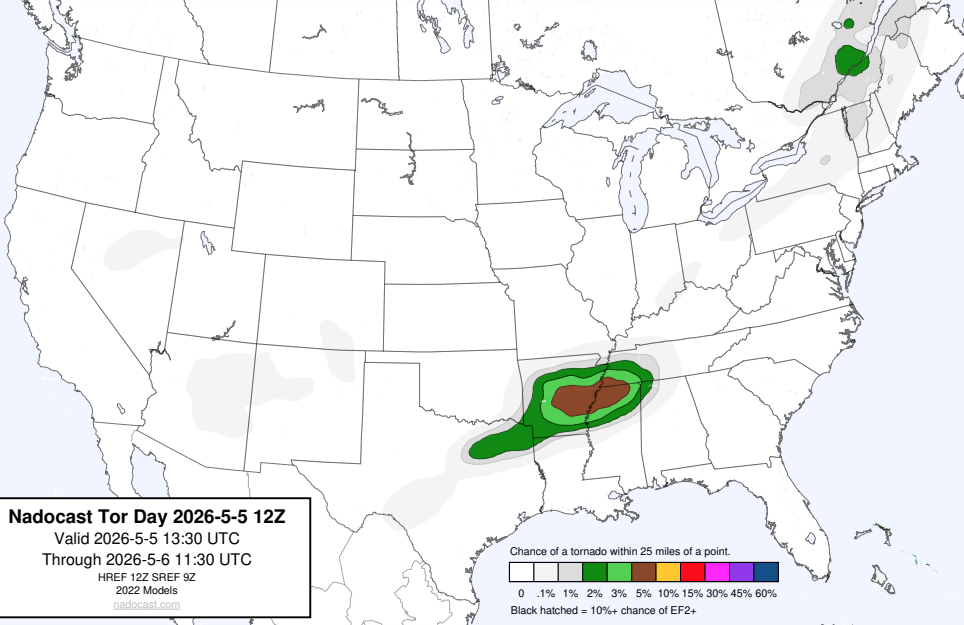 Nadocast Tor Day 2026-5-5 12Z
Valid 2026-5-5 13:30 UTC
Through 2026-5-6 11:30 UTC
HREF 12Z SREF 9Z
2022 Models
nadocast.com
Chance of a tornado within 25 miles of a point.
0 .1% 1% 2% 3% 5% 10% 15% 30% 45% 60%
Black hatched = 10%+ chance of EF2+